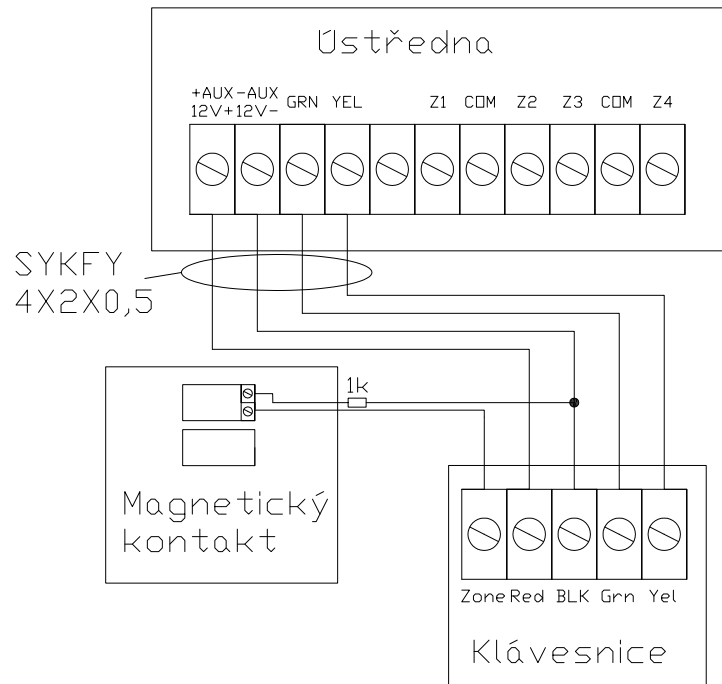 Ústředna
+AUX -AUX
12V+ 12V- GRN YEL Z1 COM Z2 Z3 COM Z4
SYKFY
4X2X0,5
1k
Magnetický
kontakt
Zone Red BLK Grn Yel
Klávesnice